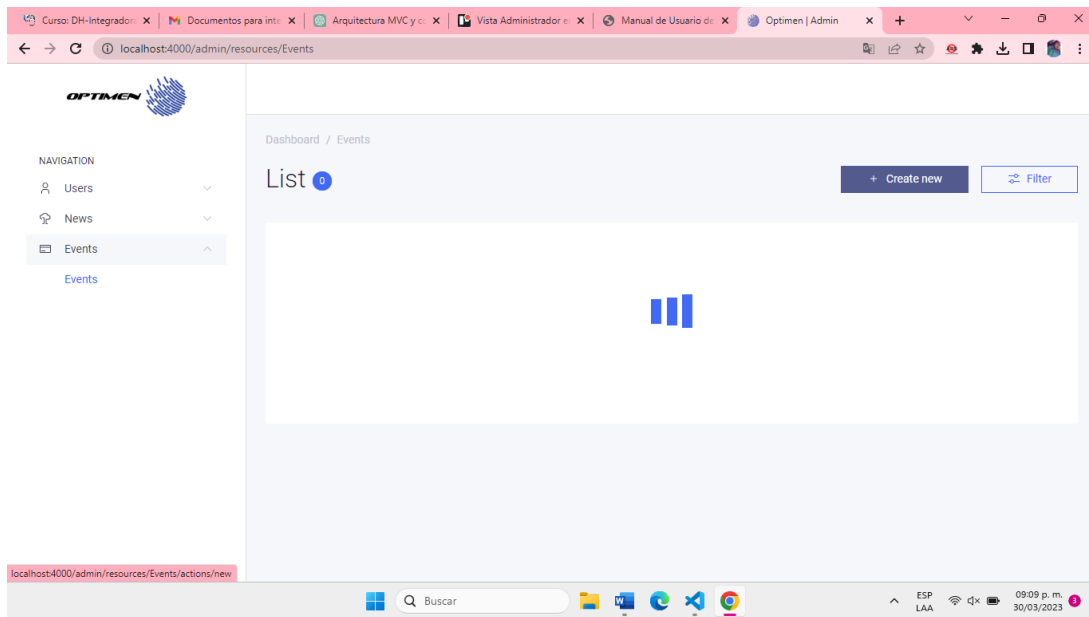 Curso: DH-Integrador: Documentos para inte Arquitectura MVC y co Vista Administrador e Manual de Usuario de Optimen | Admin
localhost:4000/admin/resources/Events
OPTIMEN
Dashboard / Events
NAVIGATION
List 0
+ Create new
Filter
Users
News
Events
Events
localhost:4000/admin/resources/Events/actions/new
Buscar
ESP
LAA
09:09 p. m.
30/03/2023
3